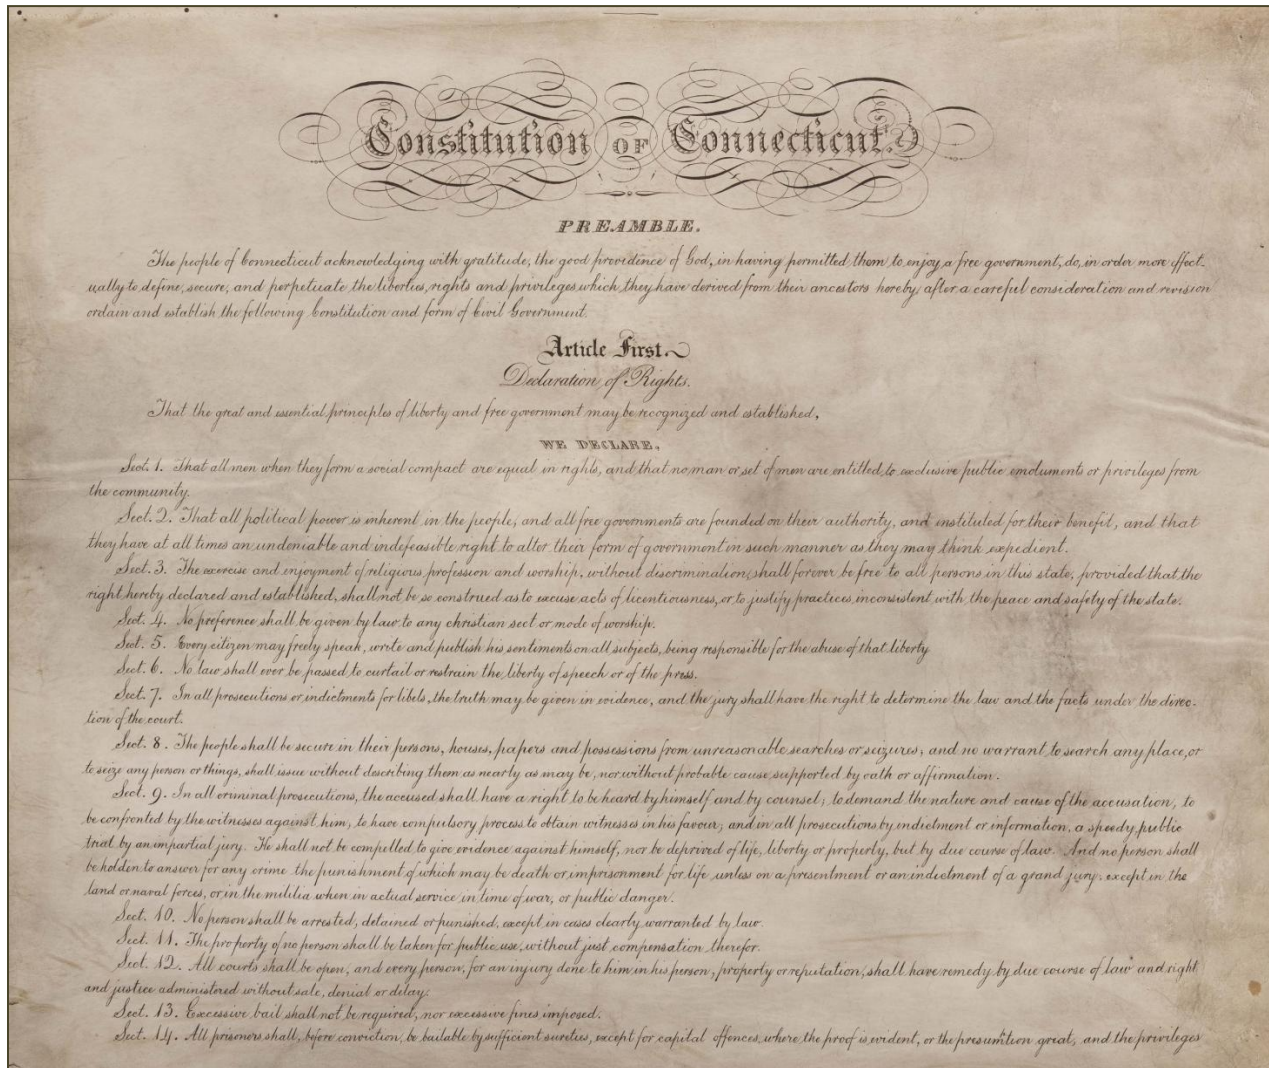 Constitution OF Connecticut.
PREAMBLE.
The people of Connecticut acknowledging with gratitude, the good providence of God, in having permitted them to enjoy a free government, do, in order more effect-
ually to define, secure, and perpetuate the liberties, rights and privileges which they have derived from their ancestors hereby, after a careful consideration and revision
ordain and establish the following Constitution and form of Civil Government.
Article First.
Declaration of Rights.
That the great and essential principles of liberty and free government may be recognized and established,
WE DECLARE,
Sect. 1. That all men when they form a social compact are equal in rights, and that no man or set of men are entitled to exclusive public emoluments or privileges from
the community.
Sect. 2. That all political power is inherent in the people, and all free governments are founded on their authority, and instituted for their benefit, and that
they have at all times an undeniable and indefeasible right to alter their form of government in such manner as they may think expedient.
Sect. 3. The exercise and enjoyment of religious profession and worship, without discrimination, shall forever be free to all persons in this state, provided that the
right hereby declared and established, shall not be so construed as to excuse acts of licentiousness, or to justify practices inconsistent with the peace and safety of the state.
Sect. 4. No preference shall be given by law to any christian sect or mode of worship.
Sect. 5. Every citizen may freely speak, write and publish his sentiments on all subjects, being responsible for the abuse of that liberty
Sect. 6. No law shall ever be passed to curtail or restrain the liberty of speech or of the press.
Sect. 7. In all prosecutions or indictments for libels, the truth may be given in evidence, and the jury shall have the right to determine the law and the facts under the direc-
tion of the court.
Sect. 8. The people shall be secure in their persons, houses, papers and possessions from unreasonable searches or seizures; and no warrant to search any place, or
to seize any person or things, shall issue without describing them as nearly as may be, nor without probable cause supported by oath or affirmation.
Sect. 9. In all criminal prosecutions, the accused shall have a right to be heard by himself and by counsel; to demand the nature and cause of the accusation, to
be confronted by the witnesses against him; to have compulsory process to obtain witnesses in his favour; and in all prosecutions by indictment or information, a speedy, public
trial by an impartial jury. He shall not be compelled to give evidence against himself, nor be deprived of life, liberty or property, but by due course of law. And no person shall
be holden to answer for any crime the punishment of which may be death or imprisonment for life unless on a presentment or an indictment of a grand jury; except in the
land or naval forces, or in the militia when in actual service in time of war, or public danger.
Sect. 10. No person shall be arrested, detained or punished, except in cases clearly warranted by law.
Sect. 11. The property of no person shall be taken for public use, without just compensation therefor.
Sect. 12. All courts shall be open, and every person, for an injury done to him in his person, property or reputation, shall have remedy by due course of law and right
and justice administered without sale, denial or delay.
Sect. 13. Excessive bail shall not be required, nor excessive fines imposed.
Sect. 14. All prisoners shall, before conviction, be bailable by sufficient sureties, except for capital offences, where the proof is evident, or the presumption great, and the privileges